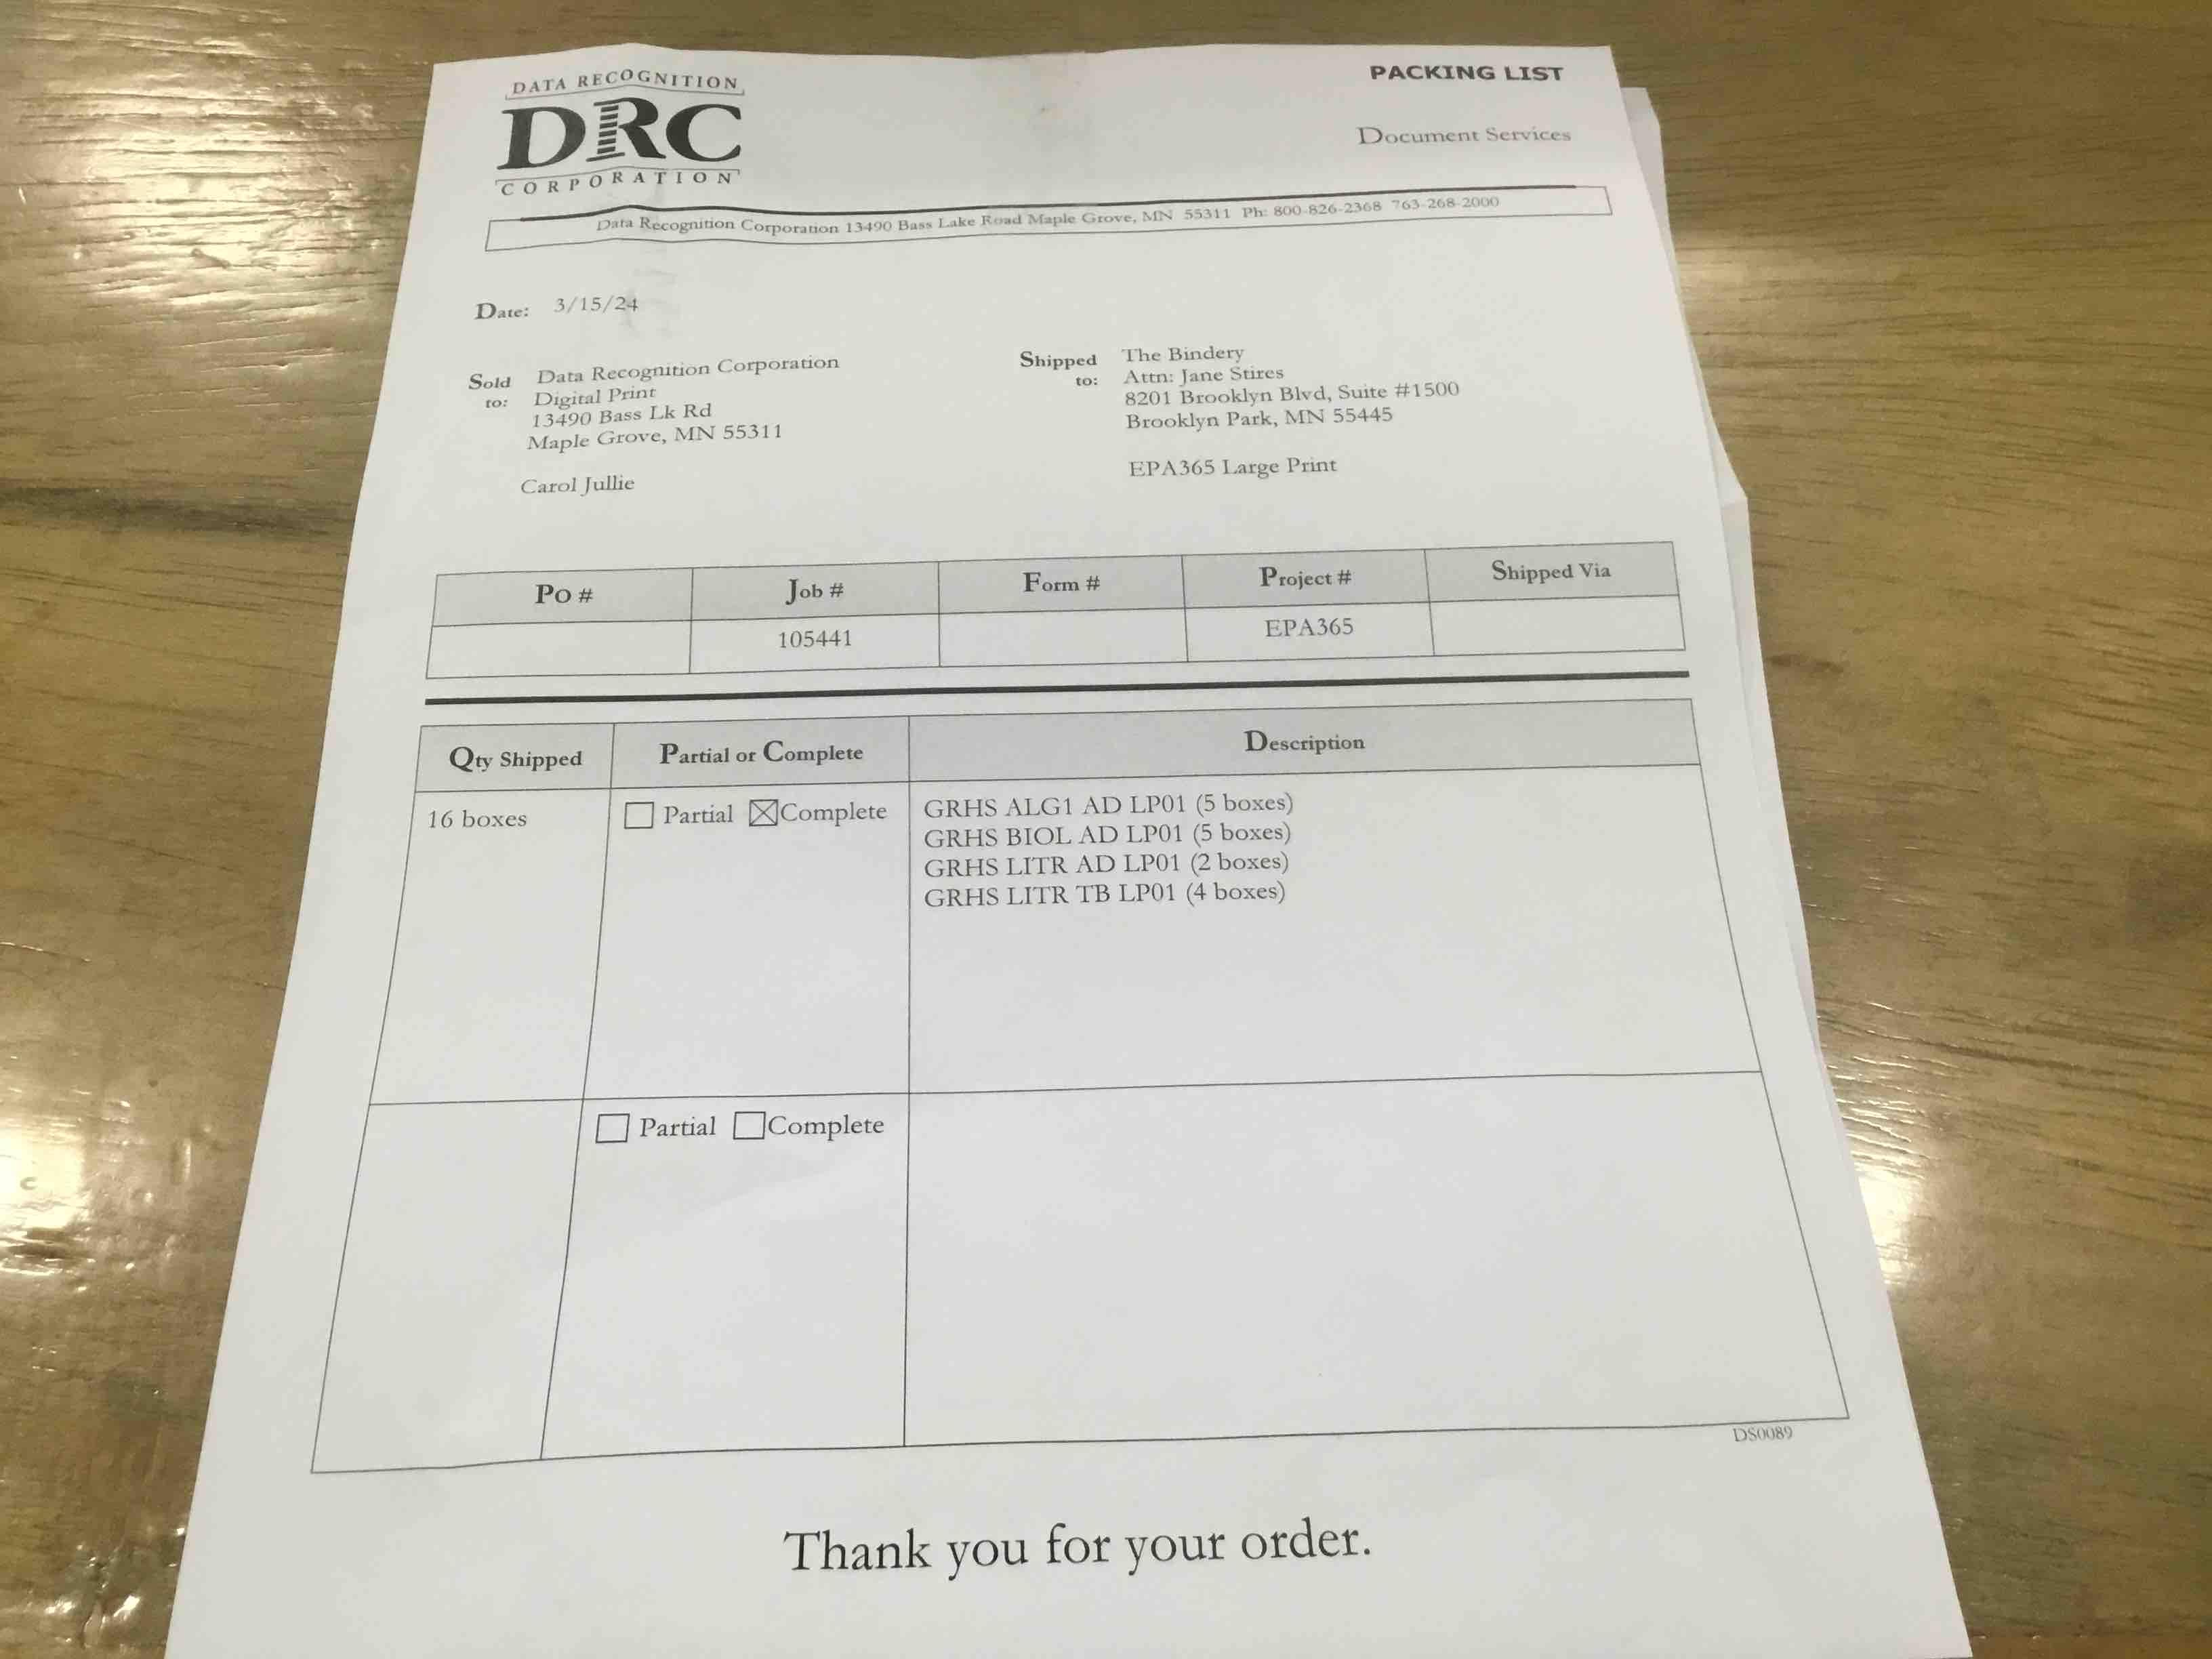 DATA RECOGNITION
DRC
CORPORATION
PACKING LIST
Document Services
Data Recognition Corporation 13490 Bass Lake Road Maple Grove, MN 55311 Ph: 800-826-2368 763-268-2000
Date: 3/15/24
Sold to:
Data Recognition Corporation
Digital Print
13490 Bass Lk Rd
Maple Grove, MN 55311
Carol Jullie
Shipped to:
The Bindery
Attn: Jane Stires
8201 Brooklyn Blvd, Suite #1500
Brooklyn Park, MN 55445
EPA365 Large Print
Po # Job # Form # Project # Shipped Via
105441 EPA365
Qty Shipped Partial or Complete Description
16 boxes Partial Complete GRHS ALG1 AD LP01 (5 boxes)
GRHS BIOL AD LP01 (5 boxes)
GRHS LITR AD LP01 (2 boxes)
GRHS LITR TB LP01 (4 boxes)
Partial Complete
DS0089
Thank you for your order.